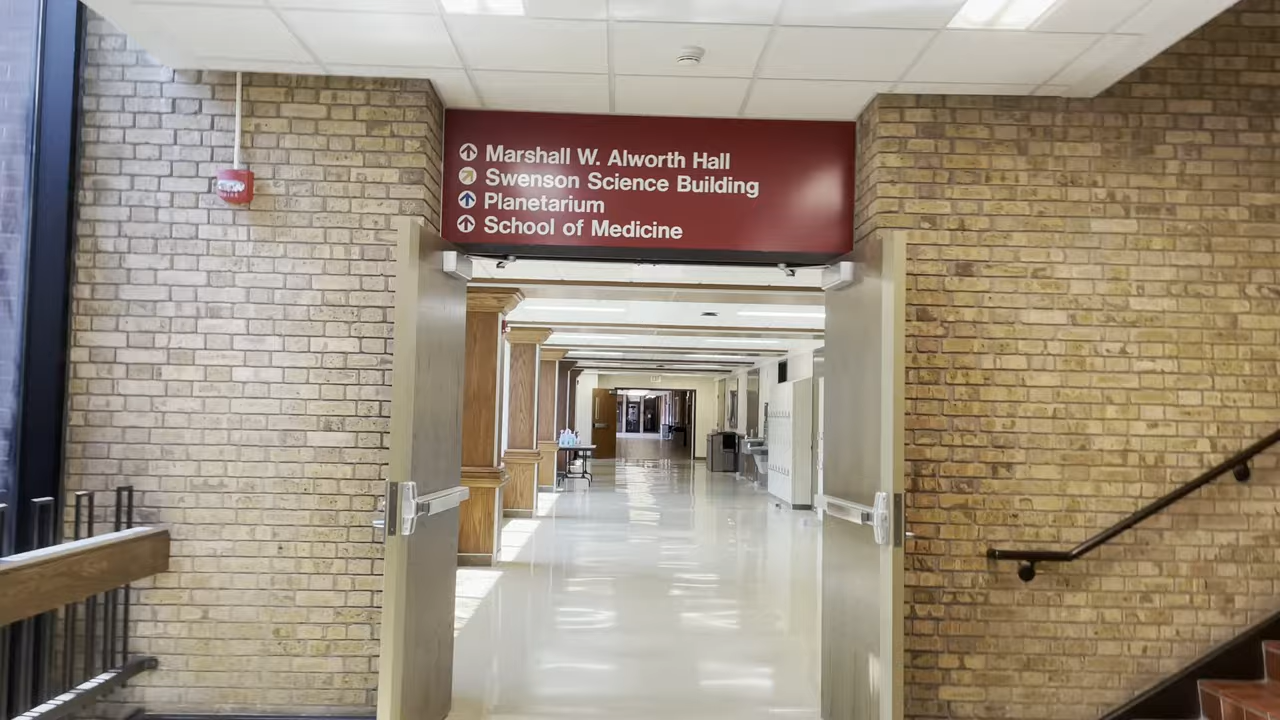 Marshall W. Alworth Hall
Swenson Science Building
Planetarium
School of Medicine